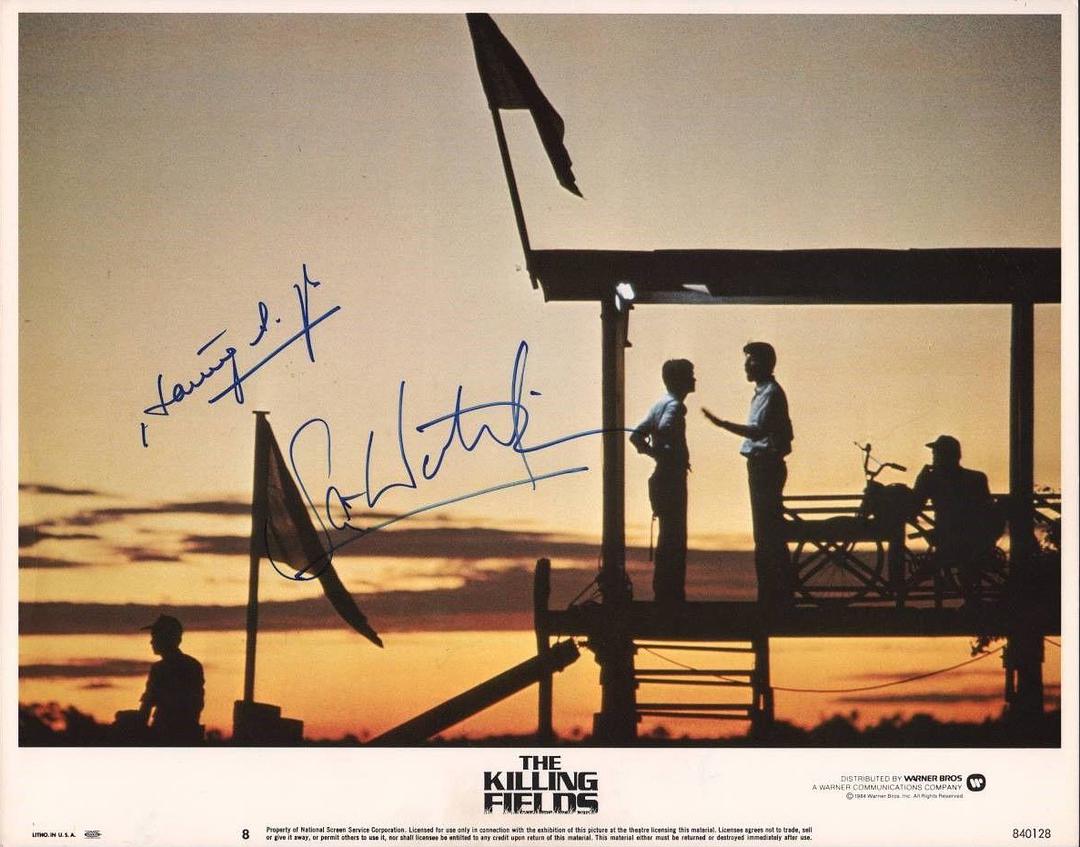 Haing S.
Sam Waterston
THE
KILLING
FIELDS
DISTRIBUTED BY WARNER BROS
A WARNER COMMUNICATIONS COMPANY
© 1984 Warner Bros. Inc. All Rights Reserved
LITHO. IN U.S.A.
8
Property of National Screen Service Corporation. Licensed for use only in connection with the exhibition of this picture at the theatre licensing this material. Licensee agrees not to trade, sell
or give it away, or permit others to use it, nor shall licensee be entitled to any credit upon return of this material. This material either must be returned or destroyed immediately after use.
840128